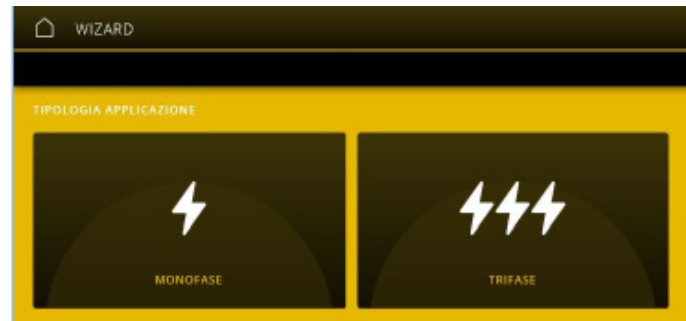 WIZARD
TIPOLOGIA APPLICAZIONE
MONOFASE
TRIFASE